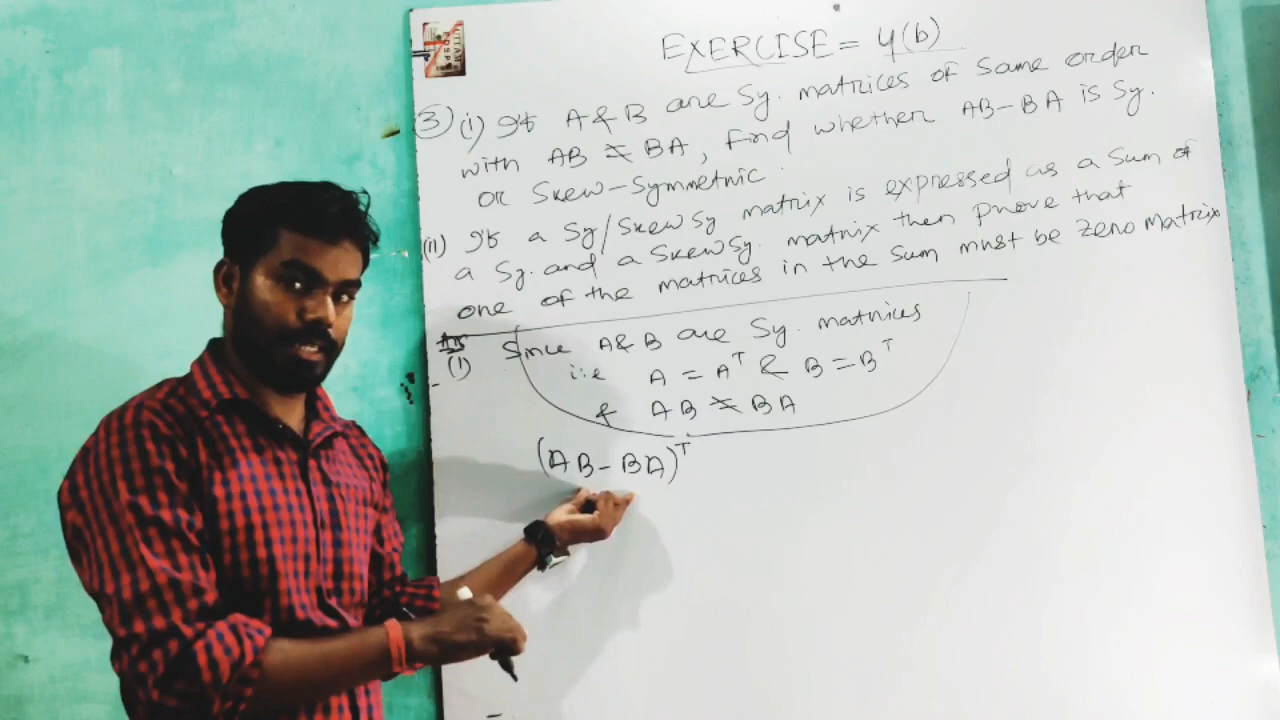 EXERCISE = 4(b)
3) (i) If A & B are Sy. matrices of Same order
with AB ≠ BA, Find whether AB - BA is Sy.
or Skew-Symmetric.
(ii) If a Sy/Skew Sy matrix is expressed as a Sum of
a Sy. and a Skew Sy. matrix then prove that
one of the matrices in the Sum must be Zero Matrix
Ans
(i) Since A & B are Sy. matrices
i.e A = Aᵀ & B = Bᵀ
& AB ≠ BA
(AB - BA)ᵀ